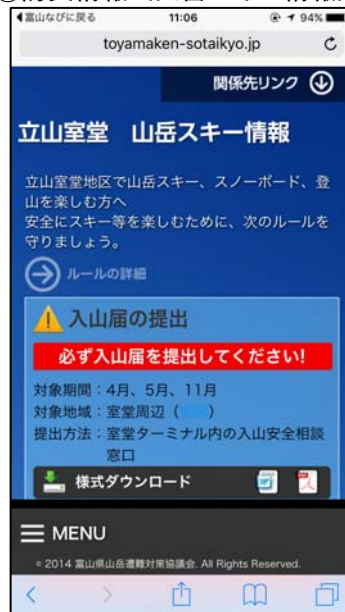 ◀富山なびに戻る 11:06 94%
toyamaken-sotaikyo.jp
関係先リンク
立山室堂 山岳スキー情報
立山室堂地区で山岳スキー、スノーボード、登
山を楽しむ方へ
安全にスキー等を楽しむために、次のルールを
守りましょう。
ルールの詳細
入山届の提出
必ず入山届を提出してください!
対象期間：4月、5月、11月
対象地域：室堂周辺（ ）
提出方法：室堂ターミナル内の入山安全相談
窓口
様式ダウンロード
MENU
© 2014 富山県山岳遭難対策協議会. All Rights Reserved.